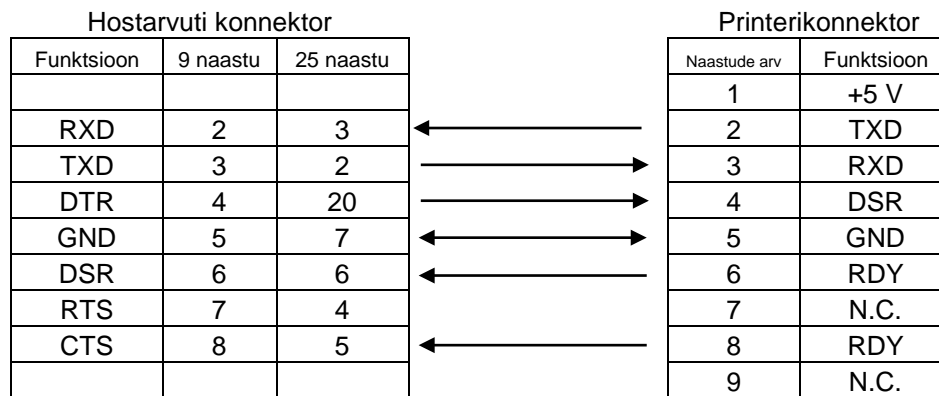 Hostarvuti konnektor Printerikonnektor
Funktsioon 9 naastu 25 naastu Naastude arv Funktsioon
1 +5 V
RXD 2 3 2 TXD
TXD 3 2 3 RXD
DTR 4 20 4 DSR
GND 5 7 5 GND
DSR 6 6 6 RDY
RTS 7 4 7 N.C.
CTS 8 5 8 RDY
9 N.C.